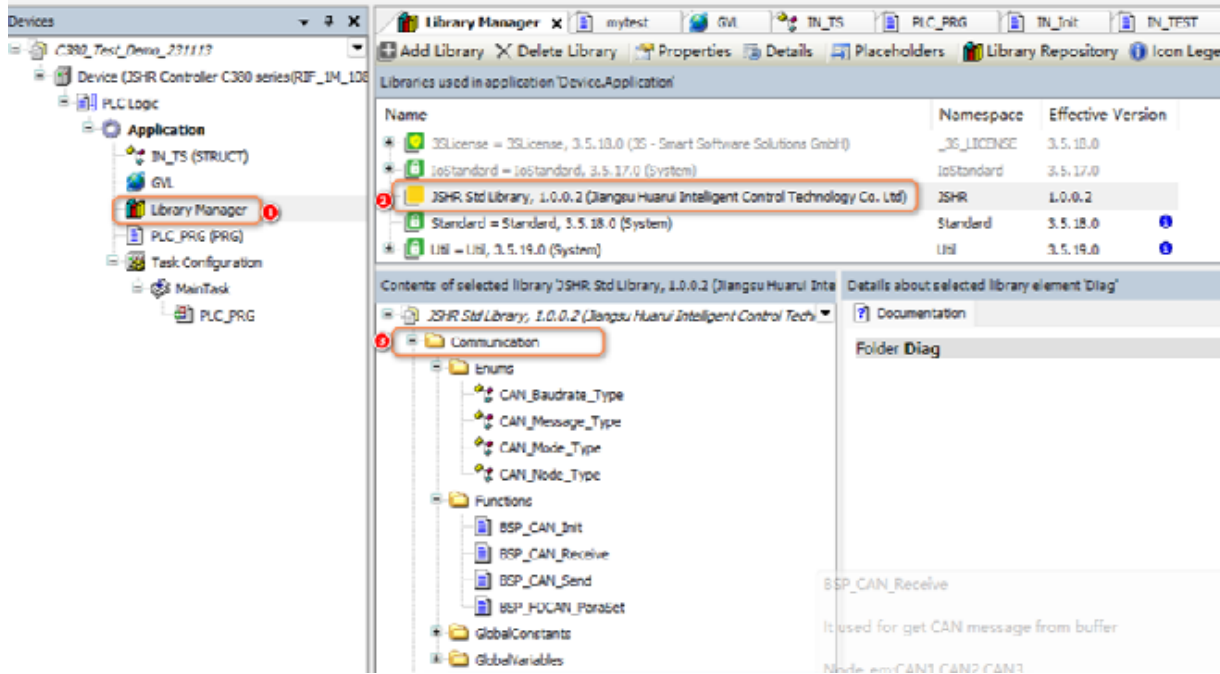 Devices
C380_Test_Demo_231113
Device (JSHR Controller C380 series(RIF_1M_108
PLC Logic
Application
IN_TS (STRUCT)
GVL
Library Manager
1
PLC_PRG (PRG)
Task Configuration
MainTask
PLC_PRG
Library Manager mytest GVL IN_TS PLC_PRG IN_Init IN_TEST
Add Library Delete Library Properties Details Placeholders Library Repository Icon Lege
Libraries used in application 'Device.Application'
Name Namespace Effective Version
3SLicense = 3SLicense, 3.5.18.0 (3S - Smart Software Solutions GmbH) _3S_LICENSE 3.5.18.0
IoStandard = IoStandard, 3.5.17.0 (System) IoStandard 3.5.17.0
2 JSHR Std Library, 1.0.0.2 (Jiangsu Huarui Intelligent Control Technology Co. Ltd) JSHR 1.0.0.2
Standard = Standard, 3.5.18.0 (System) Standard 3.5.18.0
Util = Util, 3.5.19.0 (System) Util 3.5.19.0
Contents of selected library 'JSHR Std Library, 1.0.0.2 (Jiangsu Huarui Inte
JSHR Std Library, 1.0.0.2 (Jiangsu Huarui Intelligent Control Tech
3 Communication
Enums
CAN_Baudrate_Type
CAN_Message_Type
CAN_Mode_Type
CAN_Node_Type
Functions
BSP_CAN_Init
BSP_CAN_Receive
BSP_CAN_Send
BSP_FDCAN_ParaSet
GlobalConstants
GlobalVariables
Details about selected library element 'Diag'
Documentation
Folder Diag
BSP_CAN_Receive
It used for get CAN message from buffer
Node_em:CAN1 CAN2 CAN3...